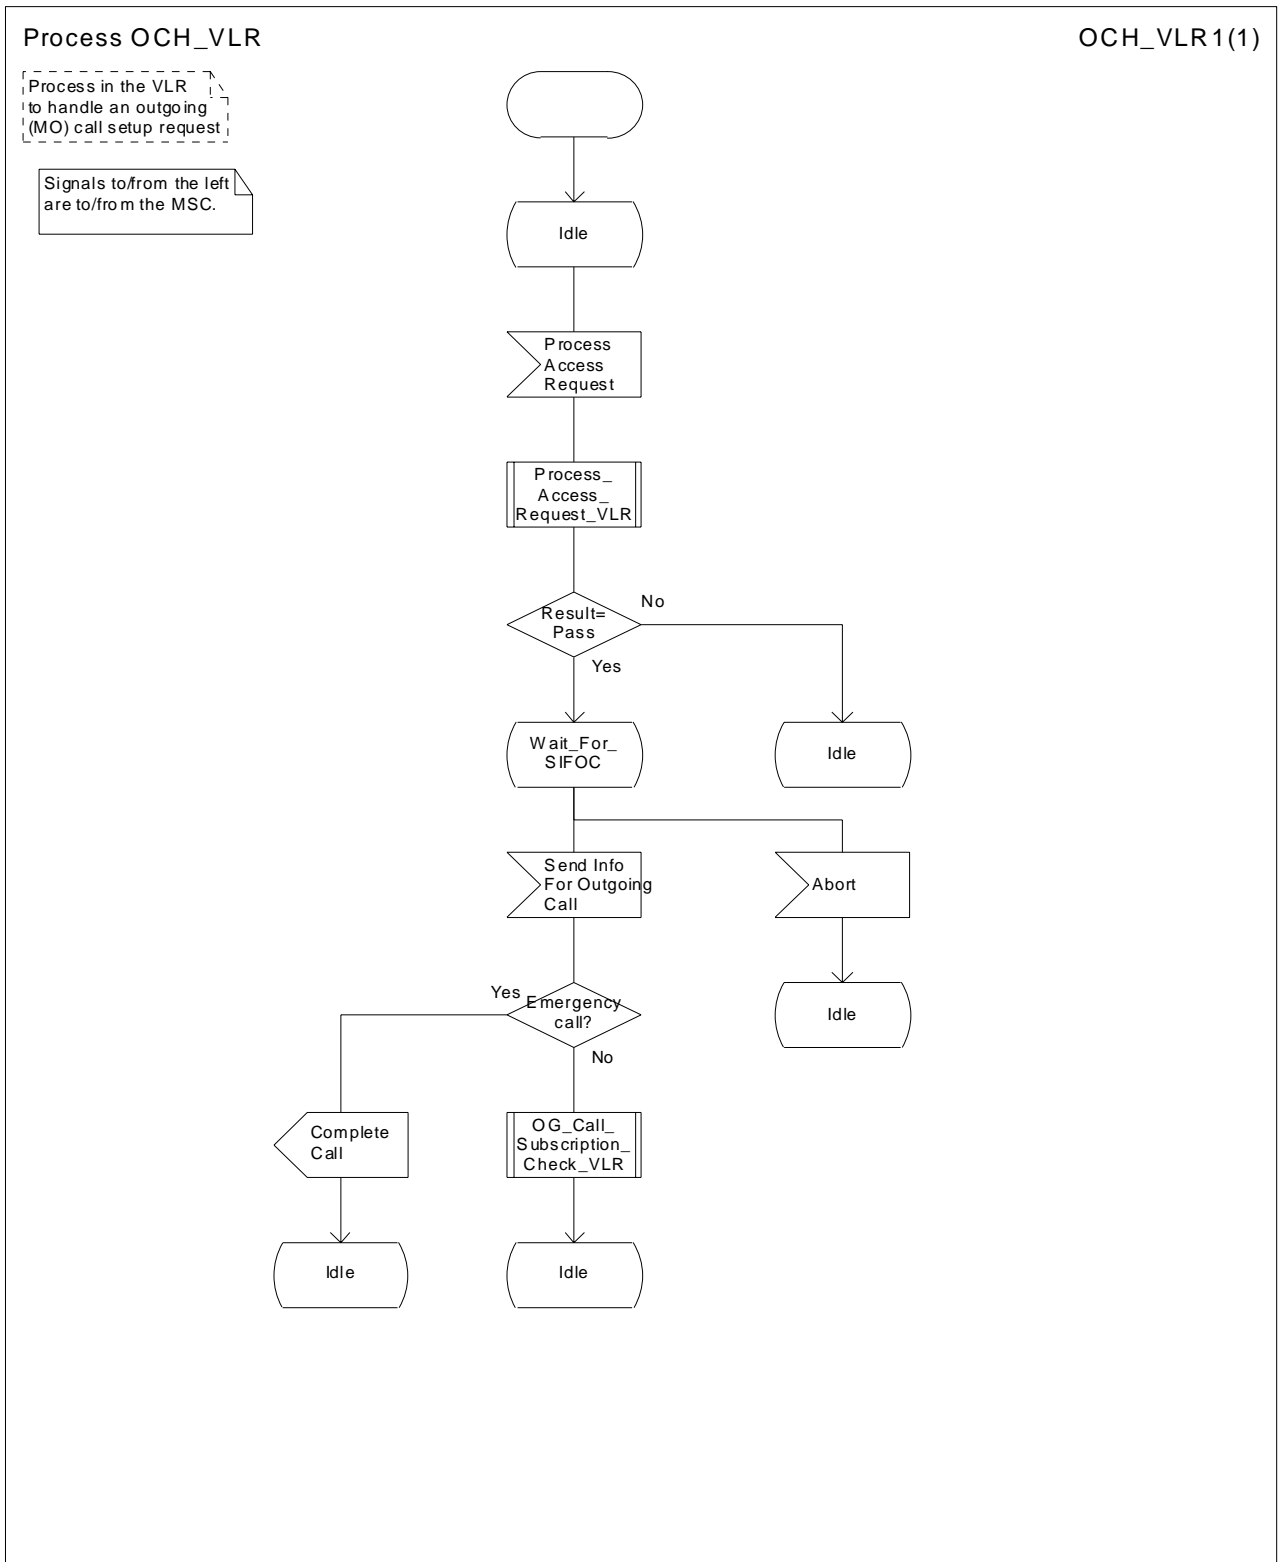 Process OCH_VLR
OCH_VLR1(1)
Process in the VLR
to handle an outgoing
(MO) call setup request
Signals to/from the left
are to/from the MSC.
Idle
Process
Access
Request
Process_
Access_
Request_VLR
Result=
Pass
No
Yes
Wait_For_
SIFOC
Idle
Send Info
For Outgoing
Call
Abort
Yes
Emergency
call?
No
Idle
Complete
Call
OG_Call_
Subscription_
Check_VLR
Idle
Idle